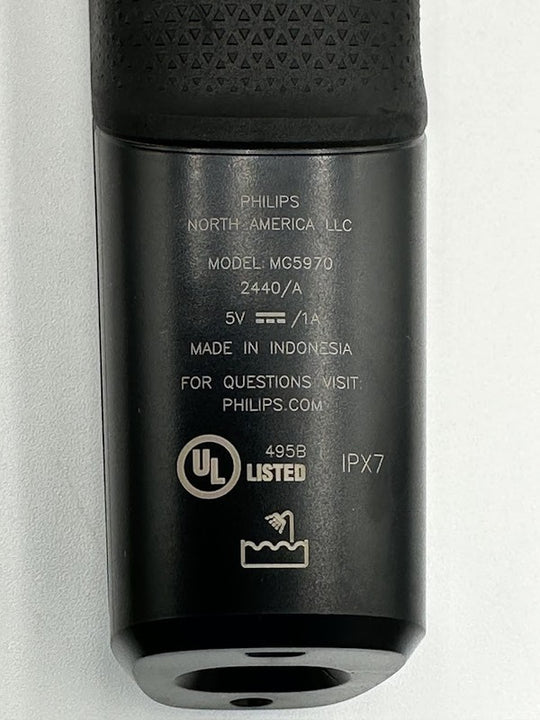 PHILIPS
NORTH AMERICA LLC
MODEL: MG5970
2440/A
5V ⎓ /1A
MADE IN INDONESIA
FOR QUESTIONS VISIT:
PHILIPS.COM
UL 495B
LISTED
IPX7